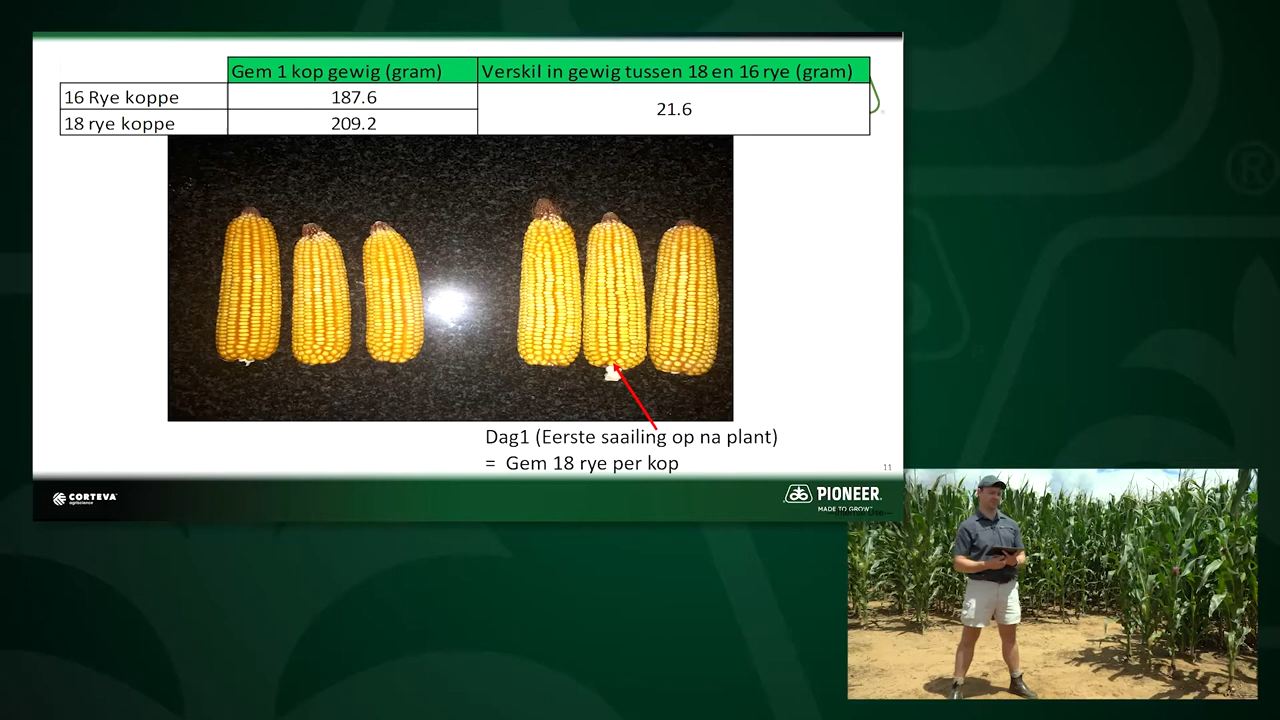 Gem 1 kop gewig (gram) Verskil in gewig tussen 18 en 16 rye (gram)
16 Rye koppe 187.6
21.6
18 rye koppe 209.2
Dag1 (Eerste saailing op na plant)
= Gem 18 rye per kop
11
CORTEVA
agriscience
PIONEER
MADE TO GROW
®